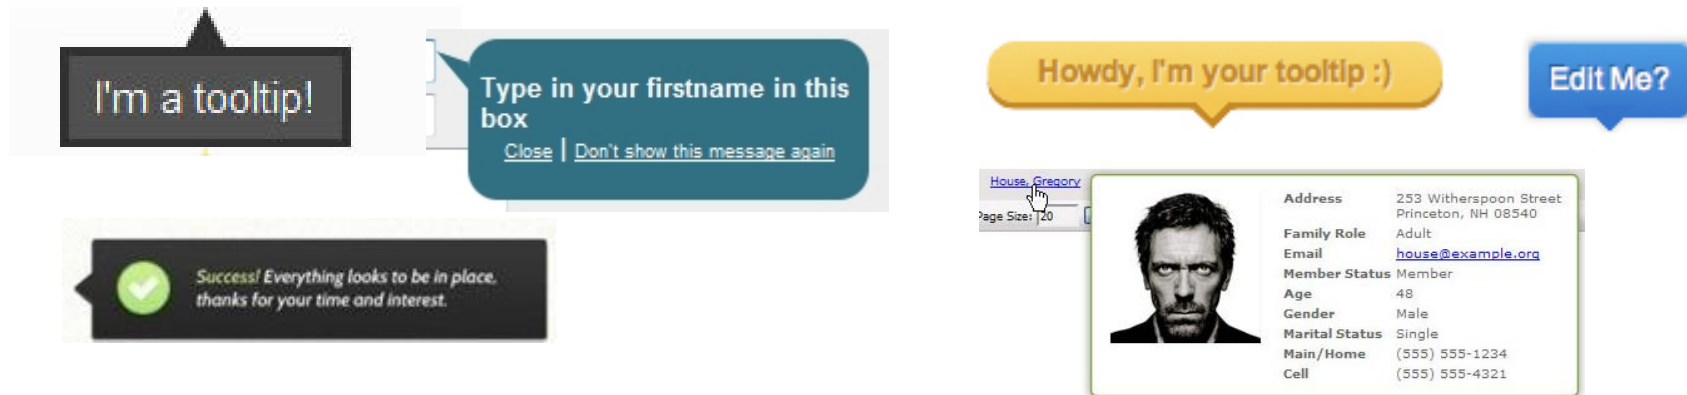 I'm a tooltip!
Type in your firstname in this
box
Close | Don't show this message again
Howdy, I'm your tooltip :)
Edit Me?
Success! Everything looks to be in place,
thanks for your time and interest.
House, Gregory
Page Size: 20
Address 253 Witherspoon Street
Princeton, NH 08540
Family Role Adult
Email house@example.org
Member Status Member
Age 48
Gender Male
Marital Status Single
Main/Home (555) 555-1234
Cell (555) 555-4321